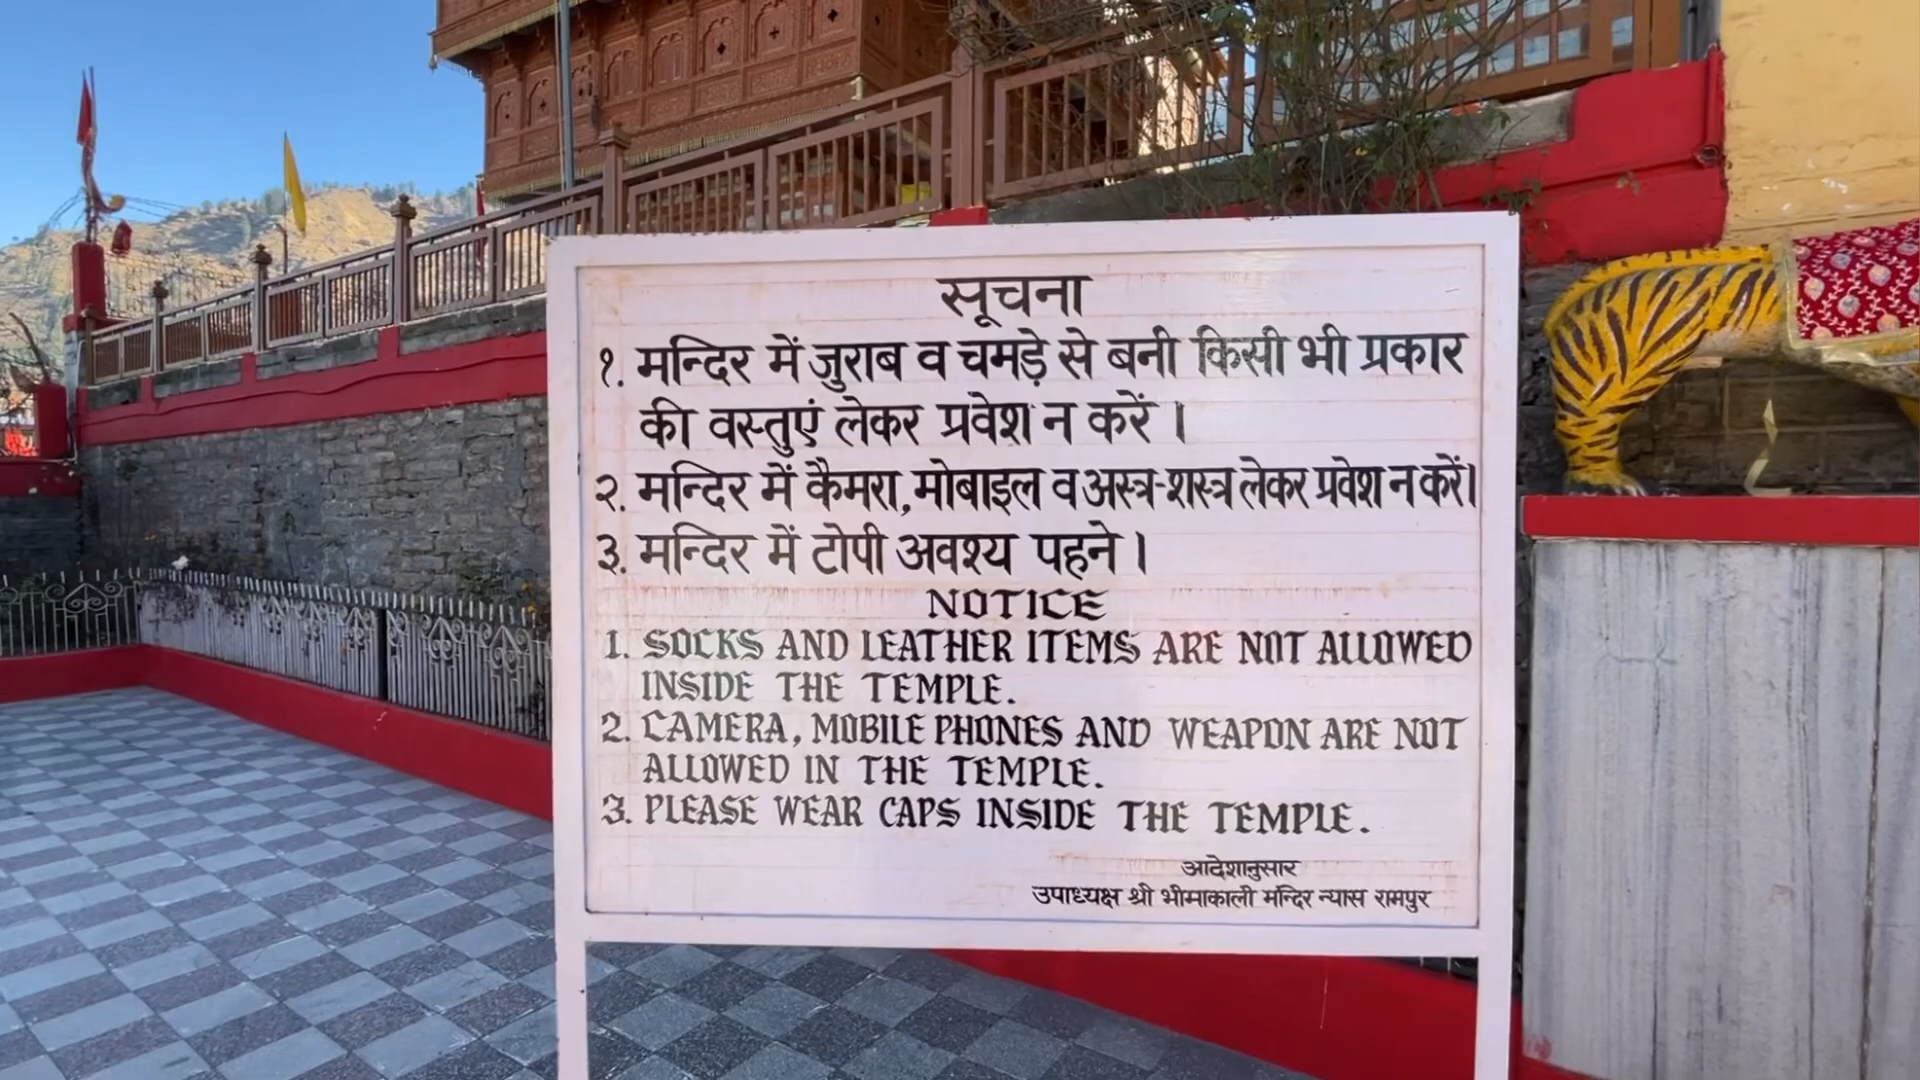 सूचना
१. मन्दिर में जुराब व चमड़े से बनी किसी भी प्रकार
की वस्तुएं लेकर प्रवेश न करें।
२. मन्दिर में कैमरा, मोबाइल व अस्त्र-शस्त्र लेकर प्रवेश न करें।
३. मन्दिर में टोपी अवश्य पहने।
NOTICE
1. SOCKS AND LEATHER ITEMS ARE NOT ALLOWED
INSIDE THE TEMPLE.
2. CAMERA, MOBILE PHONES AND WEAPON ARE NOT
ALLOWED IN THE TEMPLE.
3. PLEASE WEAR CAPS INSIDE THE TEMPLE.
आदेशानुसार
उपाध्यक्ष श्री भीमाकाली मन्दिर न्यास रामपुर